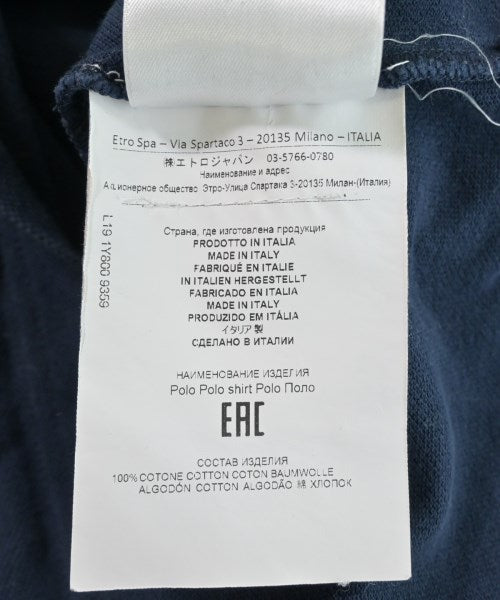 Etro Spa – Via Spartaco 3 – 20135 Milano – ITALIA
㈱エトロジャパン 03-5766-0780
Наименование и адрес
Акционерное общество Этро-Улица Спартака 3-20135 Милан-(Италия)
Страна, где изготовлена продукция
PRODOTTO IN ITALIA
MADE IN ITALY
FABRIQUÉ EN ITALIE
IN ITALIEN HERGESTELLT
FABRICADO EN ITALIA
MADE IN ITALY
PRODUZIDO EM ITÁLIA
イタリア製
СДЕЛАНО В ИТАЛИИ
L19 1Y800 9359
НАИМЕНОВАНИЕ ИЗДЕЛИЯ
Polo Polo shirt Polo Поло
EAC
СОСТАВ ИЗДЕЛИЯ
100% COTONE COTTON COTON BAUMWOLLE
ALGODÓN COTTON ALGODÃO 綿 ХЛОПОК